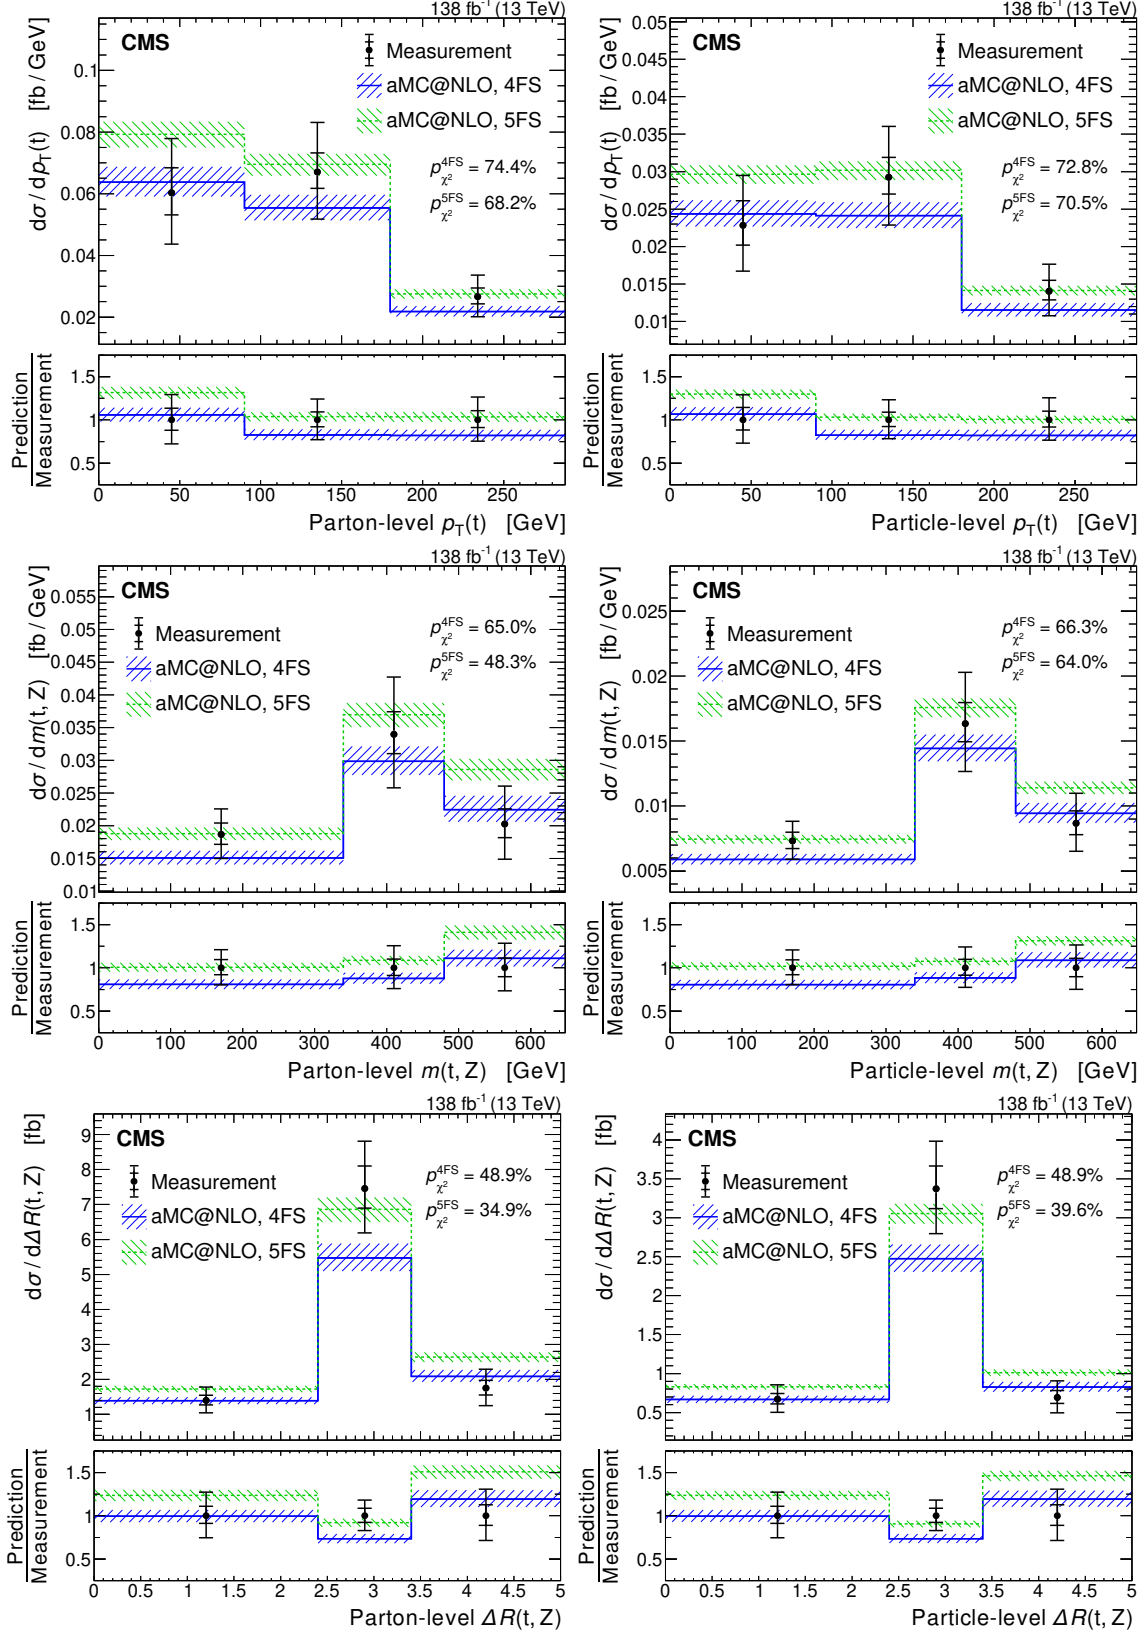 138 fb⁻¹ (13 TeV)
CMS
Measurement
aMC@NLO, 4FS
aMC@NLO, 5FS
p^4FS_χ² = 74.4%
p^5FS_χ² = 68.2%
dσ / dp_T(t) [fb / GeV]
0.1
0.08
0.06
0.04
0.02
Prediction
Measurement
1.5
1
0.5
0 50 100 150 200 250
Parton-level p_T(t) [GeV]
138 fb⁻¹ (13 TeV)
CMS
Measurement
aMC@NLO, 4FS
aMC@NLO, 5FS
p^4FS_χ² = 72.8%
p^5FS_χ² = 70.5%
dσ / dp_T(t) [fb / GeV]
0.05
0.045
0.04
0.035
0.03
0.025
0.02
0.015
0.01
Prediction
Measurement
1.5
1
0.5
0 50 100 150 200 250
Particle-level p_T(t) [GeV]
138 fb⁻¹ (13 TeV)
CMS
Measurement
aMC@NLO, 4FS
aMC@NLO, 5FS
p^4FS_χ² = 65.0%
p^5FS_χ² = 48.3%
dσ / dm(t, Z) [fb / GeV]
0.055
0.05
0.045
0.04
0.035
0.03
0.025
0.02
0.015
0.01
Prediction
Measurement
1.5
1
0.5
0 100 200 300 400 500 600
Parton-level m(t, Z) [GeV]
138 fb⁻¹ (13 TeV)
CMS
Measurement
aMC@NLO, 4FS
aMC@NLO, 5FS
p^4FS_χ² = 66.3%
p^5FS_χ² = 64.0%
dσ / dm(t, Z) [fb / GeV]
0.025
0.02
0.015
0.01
0.005
Prediction
Measurement
1.5
1
0.5
0 100 200 300 400 500 600
Particle-level m(t, Z) [GeV]
138 fb⁻¹ (13 TeV)
CMS
Measurement
aMC@NLO, 4FS
aMC@NLO, 5FS
p^4FS_χ² = 48.9%
p^5FS_χ² = 34.9%
dσ / dΔR(t, Z) [fb]
9
8
7
6
5
4
3
2
1
Prediction
Measurement
1.5
1
0.5
0 0.5 1 1.5 2 2.5 3 3.5 4 4.5 5
Parton-level ΔR(t, Z)
138 fb⁻¹ (13 TeV)
CMS
Measurement
aMC@NLO, 4FS
aMC@NLO, 5FS
p^4FS_χ² = 48.9%
p^5FS_χ² = 39.6%
dσ / dΔR(t, Z) [fb]
4
3.5
3
2.5
2
1.5
1
0.5
Prediction
Measurement
1.5
1
0.5
0 0.5 1 1.5 2 2.5 3 3.5 4 4.5 5
Particle-level ΔR(t, Z)